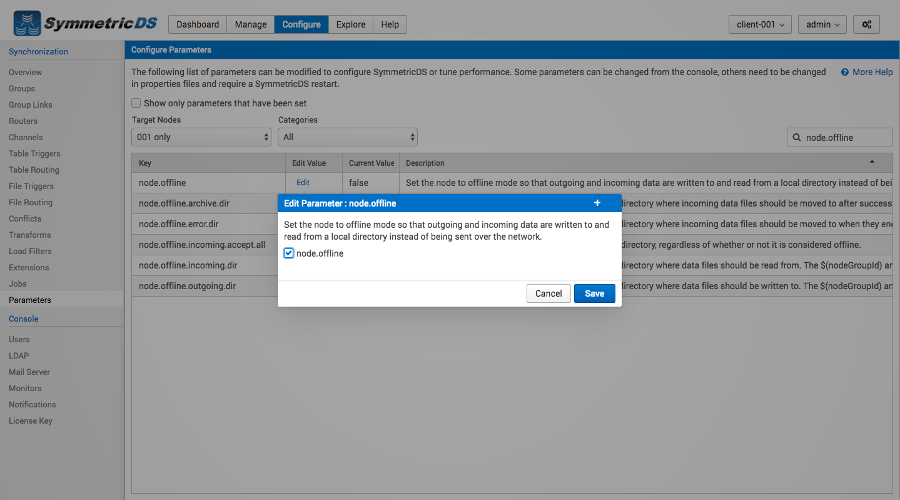 SymmetricDS
Dashboard Manage Configure Explore Help
client-001 admin
Synchronization
Overview
Groups
Group Links
Routers
Channels
Table Triggers
Table Routing
File Triggers
File Routing
Conflicts
Transforms
Load Filters
Extensions
Jobs
Parameters
Console
Users
LDAP
Mail Server
Monitors
Notifications
License Key
Configure Parameters
The following list of parameters can be modified to configure SymmetricDS or tune performance. Some parameters can be changed from the console, others need to be changed
in properties files and require a SymmetricDS restart.
More Help
Show only parameters that have been set
Target Nodes Categories
001 only All node.offline
Key Edit Value Current Value Description
node.offline Edit false Set the node to offline mode so that outgoing and incoming data are written to and read from a local directory instead of bei
node.offline.archive.dir directory where incoming data files should be moved to after success
node.offline.error.dir directory where incoming data files should be moved to when they enc
node.offline.incoming.accept.all directory, regardless of whether or not it is considered offline.
node.offline.incoming.dir directory where data files should be read from. The $(nodeGroupId) an
node.offline.outgoing.dir directory where data files should be written to. The $(nodeGroupId) an
Edit Parameter : node.offline +
Set the node to offline mode so that outgoing and incoming data are written to and
read from a local directory instead of being sent over the network.
node.offline
Cancel Save